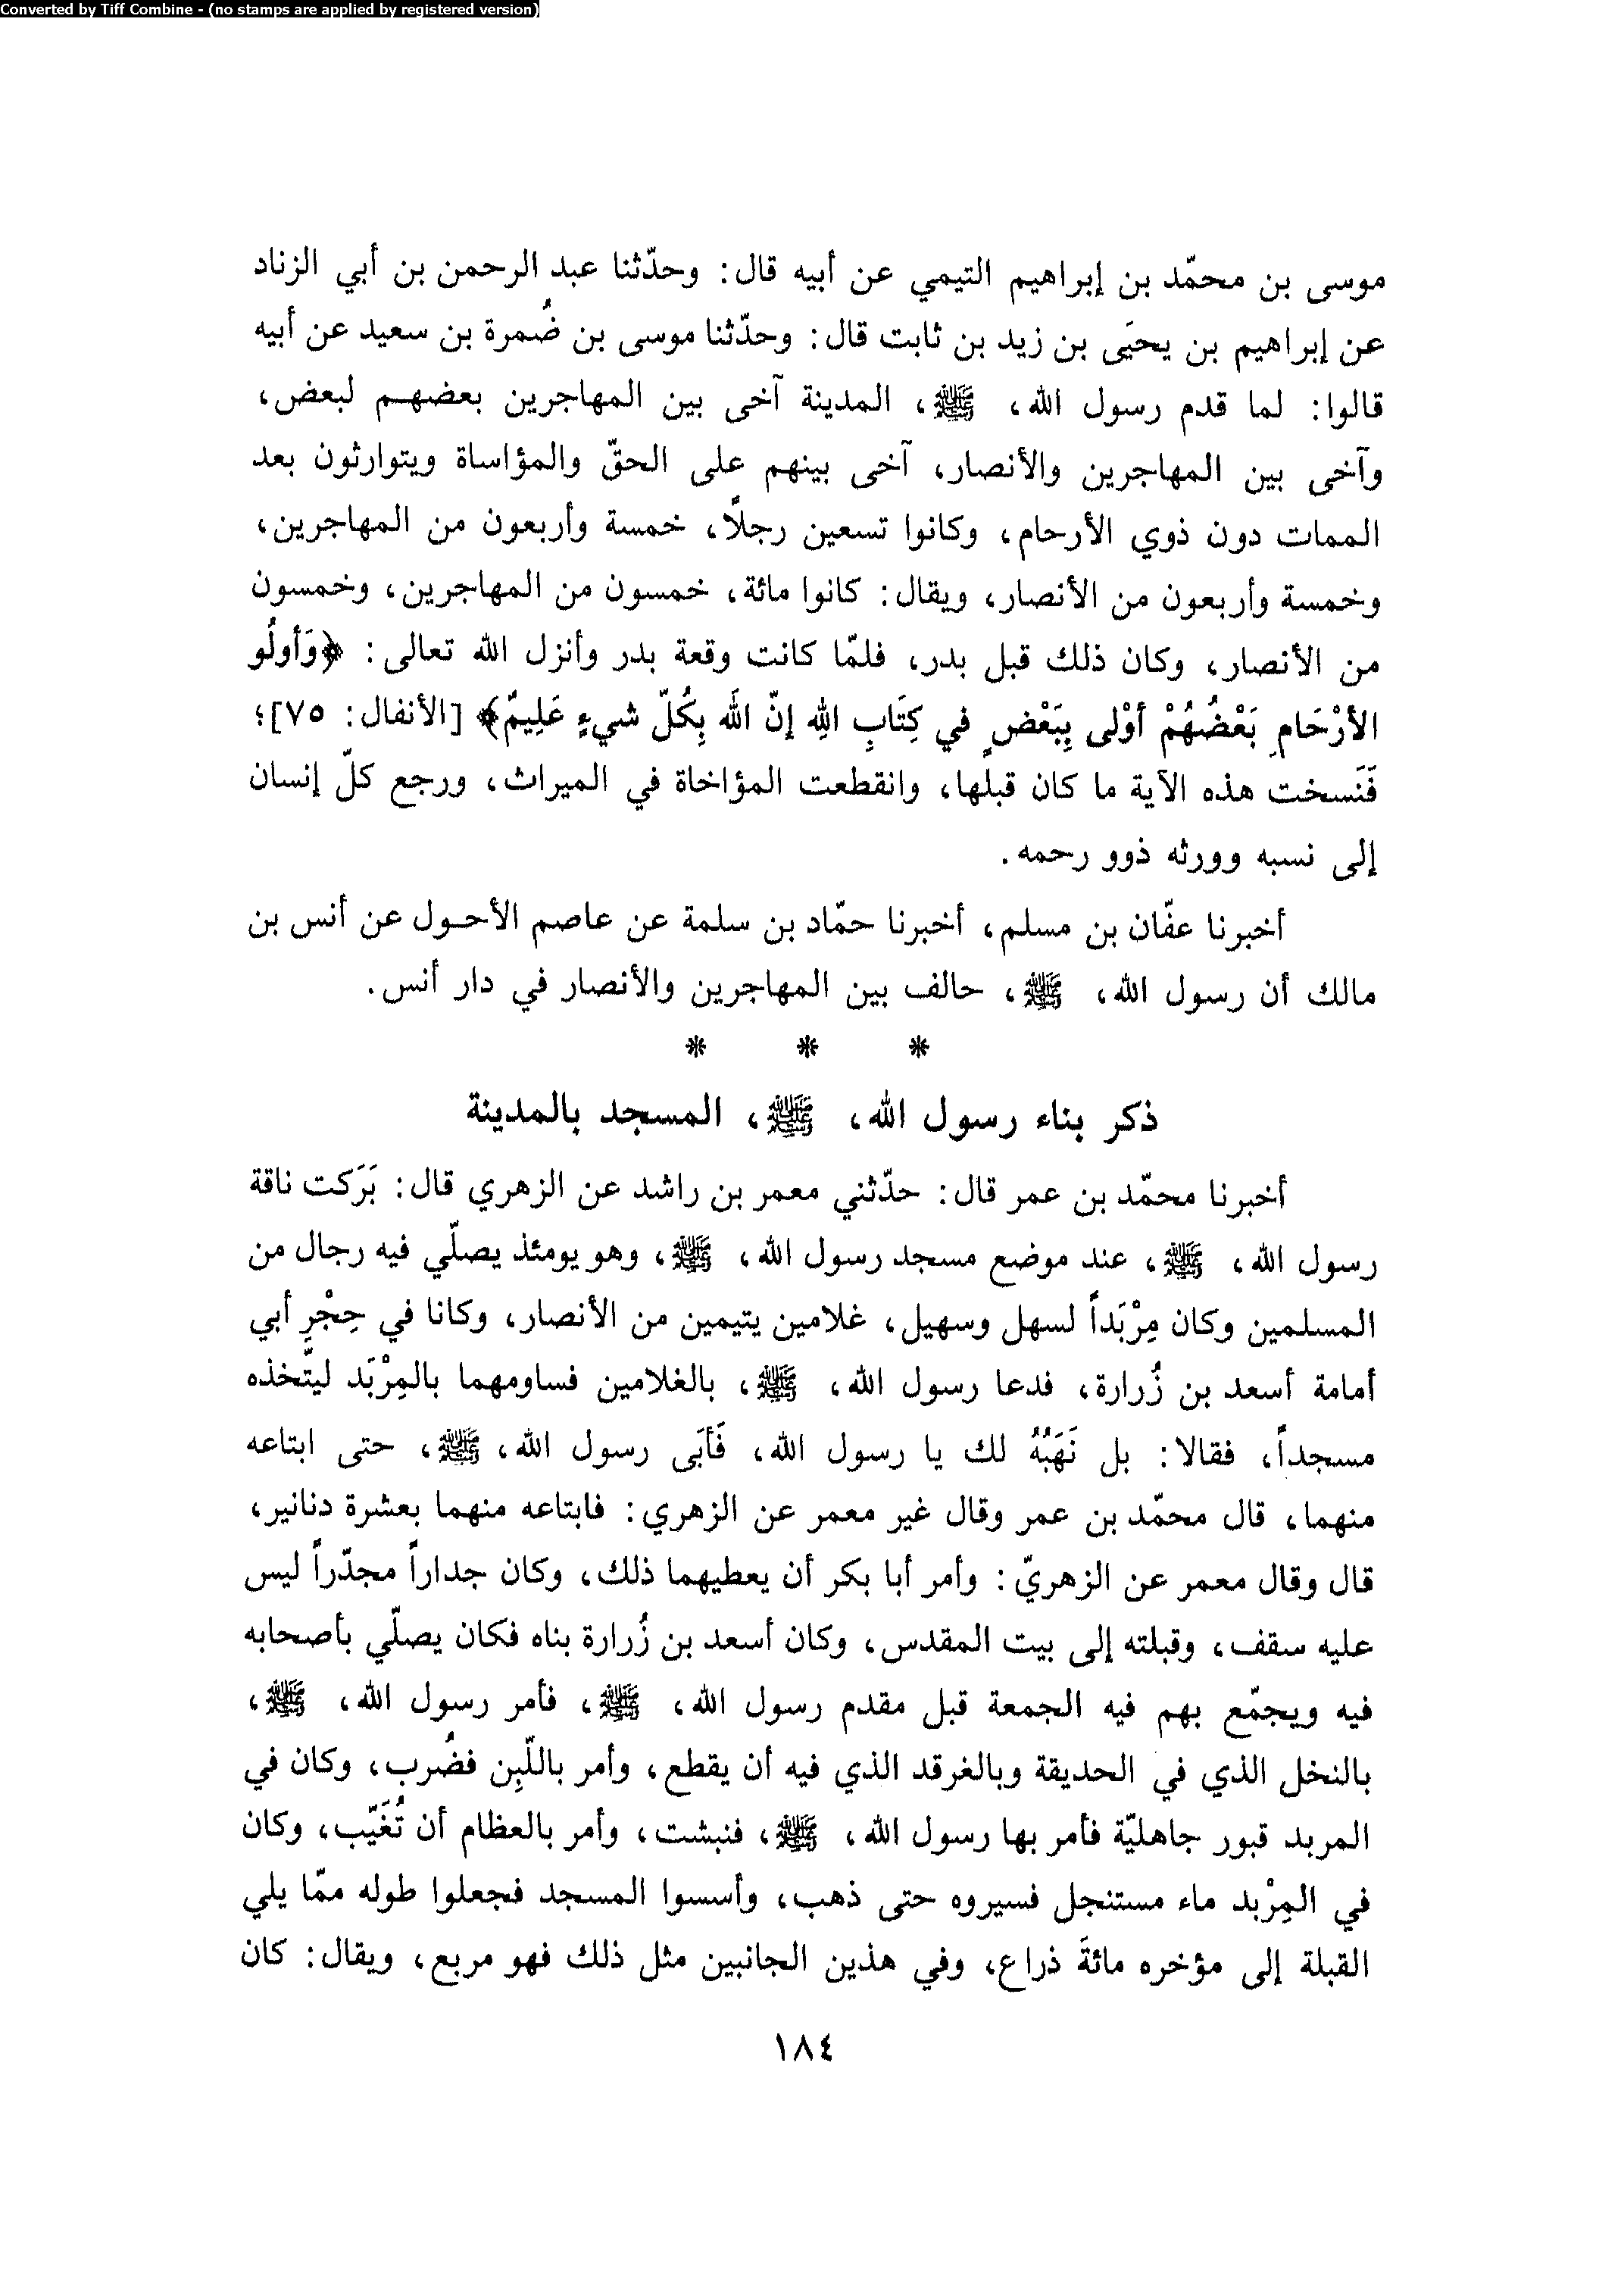 Converted by Tiff Combine - (no stamps are applied by registered version)
موسى بن محمّد بن إبراهيم التيمي عن أبيه قال: وحدّثنا عبد الرحمن بن أبي الزناد
عن إبراهيم بن يحيَى بن زيد بن ثابت قال: وحدّثنا موسى بن ضُمرة بن سعيد عن أبيه
قالوا: لما قدم رسول الله، ﷺ، المدينة آخى بين المهاجرين بعضهم لبعض،
وآخى بين المهاجرين والأنصار، آخى بينهم على الحقّ والمؤاساة ويتوارثون بعد
الممات دون ذوي الأرحام، وكانوا تسعين رجلاً، خمسة وأربعون من المهاجرين،
وخمسة وأربعون من الأنصار، ويقال: كانوا مائة، خمسون من المهاجرين، وخمسون
من الأنصار، وكان ذلك قبل بدر، فلمّا كانت وقعة بدر وأنزل الله تعالى: ﴿وَأولُو
الأرْحَامِ بَعْضُهُمْ أوْلى بِبَعْضٍ في كِتَابِ اللهِ إنّ اللهَ بِكُلّ شيءٍ عَلِيمٌ﴾ [الأنفال: ٧٥]؛
فَنَسخت هذه الآية ما كان قبلها، وانقطعت المؤاخاة في الميراث، ورجع كلّ إنسان
إلى نسبه وورثه ذوو رحمه.
أخبرنا عفّان بن مسلم، أخبرنا حمّاد بن سلمة عن عاصم الأحول عن أنس بن
مالك أن رسول الله، ﷺ، حالف بين المهاجرين والأنصار في دار أنس.
* * *
ذكر بناء رسول الله، ﷺ، المسجد بالمدينة
أخبرنا محمّد بن عمر قال: حدّثني معمر بن راشد عن الزهري قال: بَرَكت ناقة
رسول الله، ﷺ، عند موضع مسجد رسول الله، ﷺ، وهو يومئذ يصلّي فيه رجال من
المسلمين وكان مِرْبَداً لسهل وسهيل، غلامين يتيمين من الأنصار، وكانا في حِجْرِ أبي
أمامة أسعد بن زُرارة، فدعا رسول الله، ﷺ، بالغلامين فساومهما بالمِرْبَد ليتّخذه
مسجداً، فقالا: بل نَهَبُهُ لك يا رسول الله، فَأبَى رسول الله، ﷺ، حتى ابتاعه
منهما، قال محمّد بن عمر وقال غير معمر عن الزهري: فابتاعه منهما بعشرة دنانير،
قال وقال معمر عن الزهريّ: وأمر أبا بكر أن يعطيهما ذلك، وكان جداراً مجدّراً ليس
عليه سقف، وقبلته إلى بيت المقدس، وكان أسعد بن زُرارة بناه فكان يصلّي بأصحابه
فيه ويجمّع بهم فيه الجمعة قبل مقدم رسول الله، ﷺ، فأمر رسول الله، ﷺ،
بالنخل الذي في الحديقة وبالغرقد الذي فيه أن يقطع، وأمر باللّبِن فضُرب، وكان في
المربد قبور جاهليّة فأمر بها رسول الله، ﷺ، فنبشت، وأمر بالعظام أن تُغَيّب، وكان
في المِرْبد ماء مستنجل فسيروه حتى ذهب، وأسسوا المسجد فجعلوا طوله ممّا يلي
القبلة إلى مؤخره مائةَ ذراع، وفي هذين الجانبين مثل ذلك فهو مربع، ويقال: كان
١٨٤